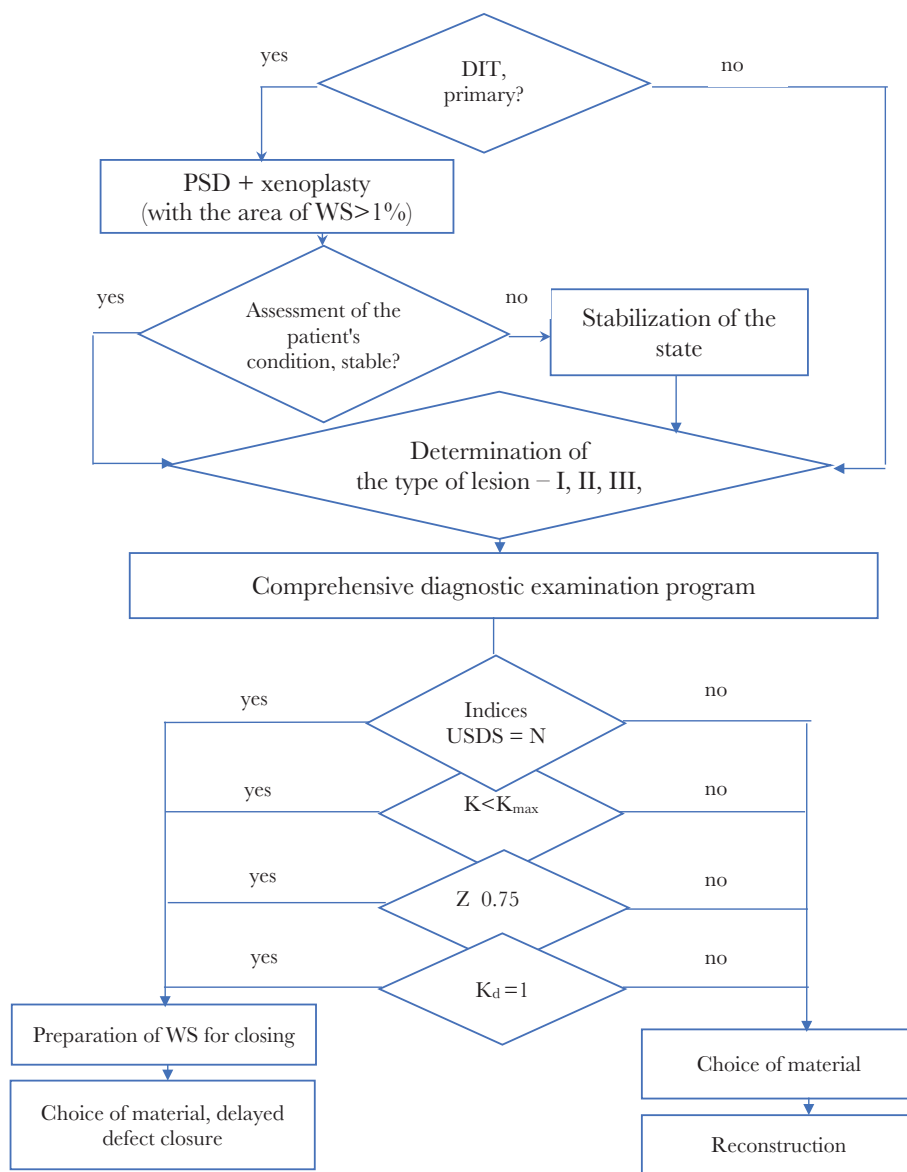 yes
DIT,
primary?
no
PSD + xenoplasty
(with the area of WS>1%)
yes
Assessment of the
patient's
condition, stable?
no
Stabilization of the
state
Determination of
the type of lesion – I, II, III,
Comprehensive diagnostic examination program
yes
Indices
USDS = N
no
yes
K<Kmax
no
yes
Z 0.75
no
yes
Kd=1
no
Preparation of WS for closing
Choice of material
Choice of material, delayed
defect closure
Reconstruction